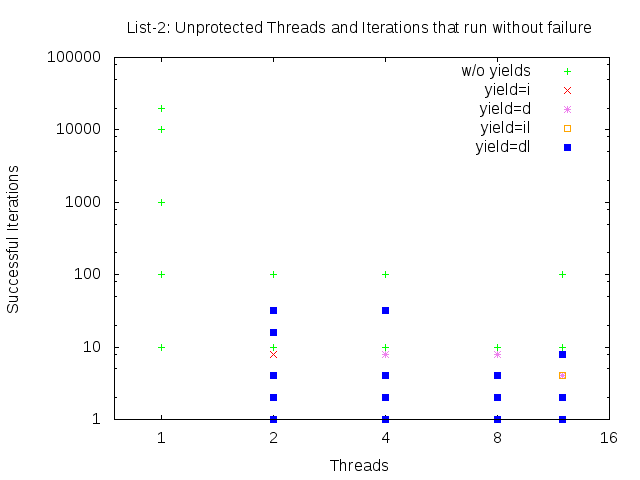 List-2: Unprotected Threads and Iterations that run without failure
100000
10000
1000
100
10
1
Successful Iterations
w/o yields
yield=i
yield=d
yield=il
yield=dl
1 2 4 8 16
Threads